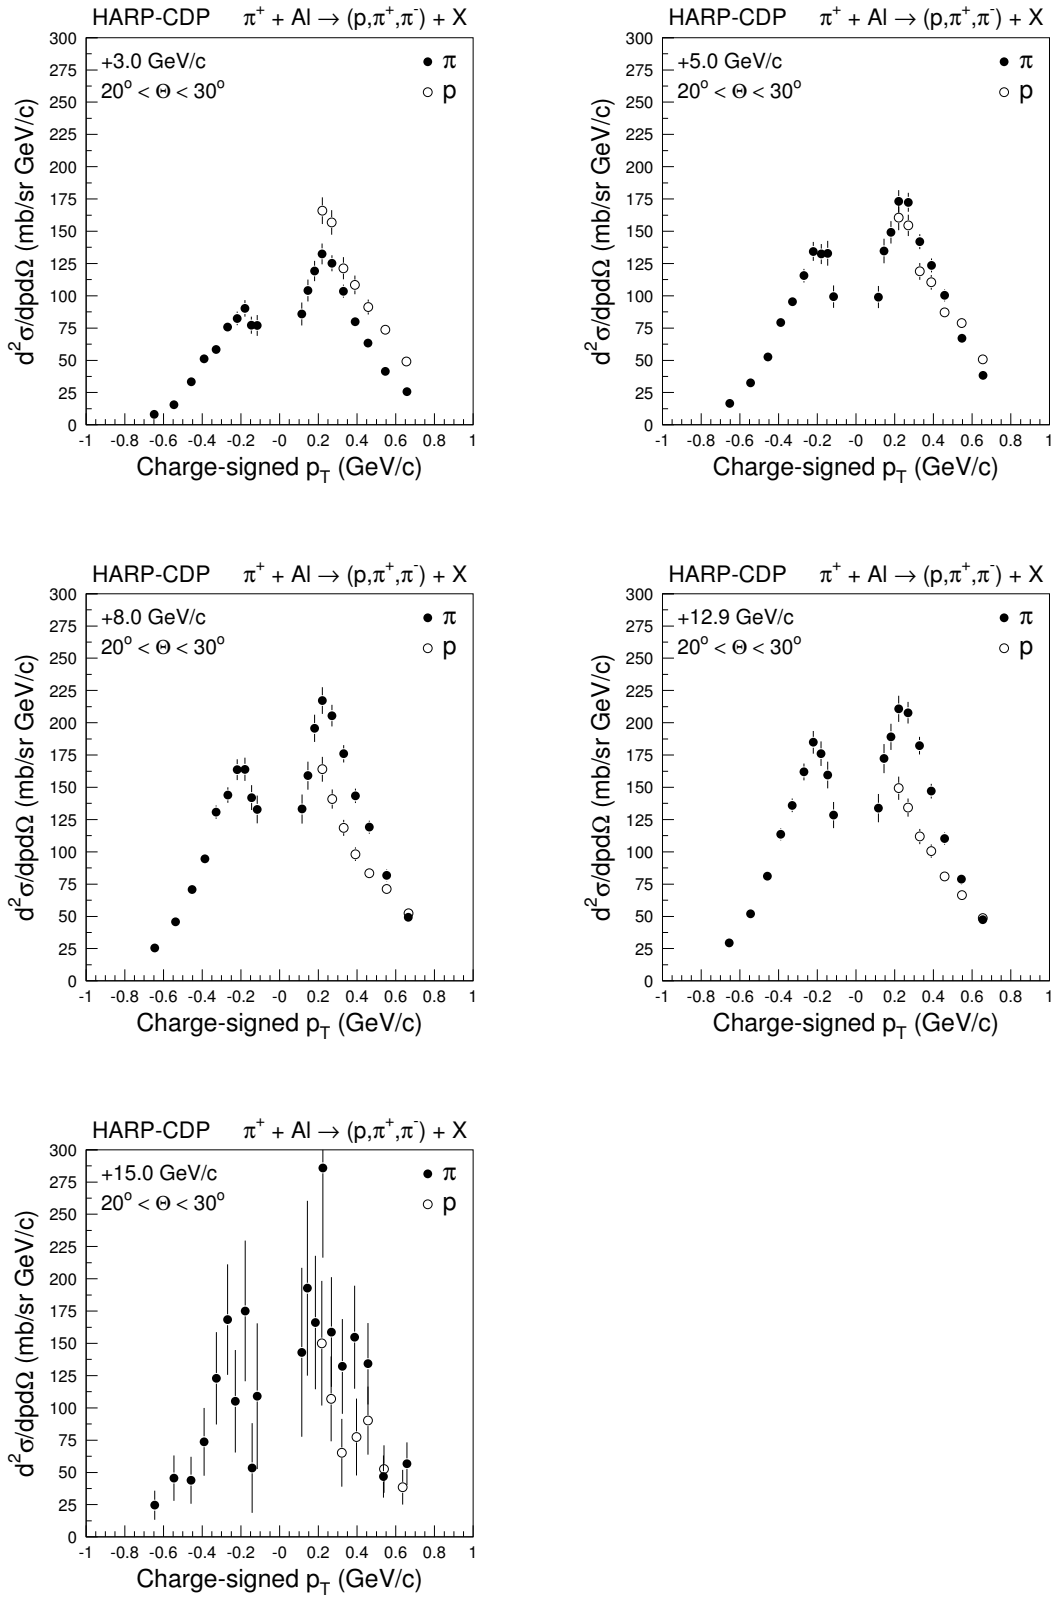 HARP-CDP π⁺ + Al → (p,π⁺,π⁻) + X
+3.0 GeV/c
20° < Θ < 30°
π
p
d²σ/dpdΩ (mb/sr GeV/c)
300
275
250
225
200
175
150
125
100
75
50
25
0
-1 -0.8 -0.6 -0.4 -0.2 -0 0.2 0.4 0.6 0.8 1
Charge-signed p_T (GeV/c)
HARP-CDP π⁺ + Al → (p,π⁺,π⁻) + X
+5.0 GeV/c
20° < Θ < 30°
π
p
d²σ/dpdΩ (mb/sr GeV/c)
300
275
250
225
200
175
150
125
100
75
50
25
0
-1 -0.8 -0.6 -0.4 -0.2 -0 0.2 0.4 0.6 0.8 1
Charge-signed p_T (GeV/c)
HARP-CDP π⁺ + Al → (p,π⁺,π⁻) + X
+8.0 GeV/c
20° < Θ < 30°
π
p
d²σ/dpdΩ (mb/sr GeV/c)
300
275
250
225
200
175
150
125
100
75
50
25
0
-1 -0.8 -0.6 -0.4 -0.2 -0 0.2 0.4 0.6 0.8 1
Charge-signed p_T (GeV/c)
HARP-CDP π⁺ + Al → (p,π⁺,π⁻) + X
+12.9 GeV/c
20° < Θ < 30°
π
p
d²σ/dpdΩ (mb/sr GeV/c)
300
275
250
225
200
175
150
125
100
75
50
25
0
-1 -0.8 -0.6 -0.4 -0.2 -0 0.2 0.4 0.6 0.8 1
Charge-signed p_T (GeV/c)
HARP-CDP π⁺ + Al → (p,π⁺,π⁻) + X
+15.0 GeV/c
20° < Θ < 30°
π
p
d²σ/dpdΩ (mb/sr GeV/c)
300
275
250
225
200
175
150
125
100
75
50
25
0
-1 -0.8 -0.6 -0.4 -0.2 -0 0.2 0.4 0.6 0.8 1
Charge-signed p_T (GeV/c)